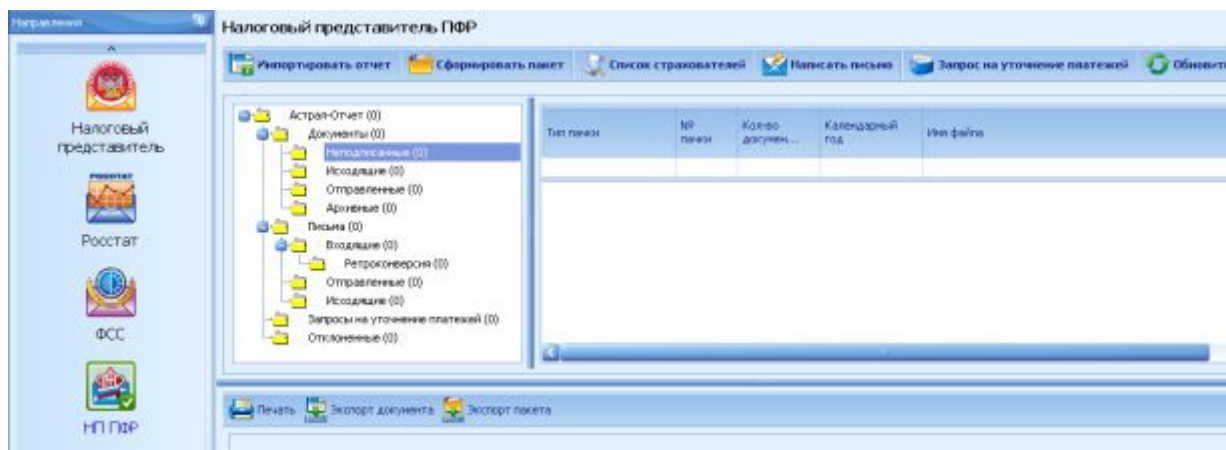 Направления
Налоговый представитель ПФР
Импортировать отчет
Сформировать пакет
Список страхователей
Написать письмо
Запрос на уточнение платежей
Обновит
Налоговый
представитель
РОССТАТ
Росстат
ФСС
НП ПФР
Астрал-Отчет (0)
Документы (0)
Неподписанные (0)
Исходящие (0)
Отправленные (0)
Архивные (0)
Письма (0)
Входящие (0)
Ретроконверсия (0)
Отправленные (0)
Исходящие (0)
Запросы на уточнение платежей (0)
Отклоненные (0)
Тип пачки
№
пачки
Кол-во
докумен...
Календарный
год
Имя файла
Печать
Экспорт документа
Экспорт пакета